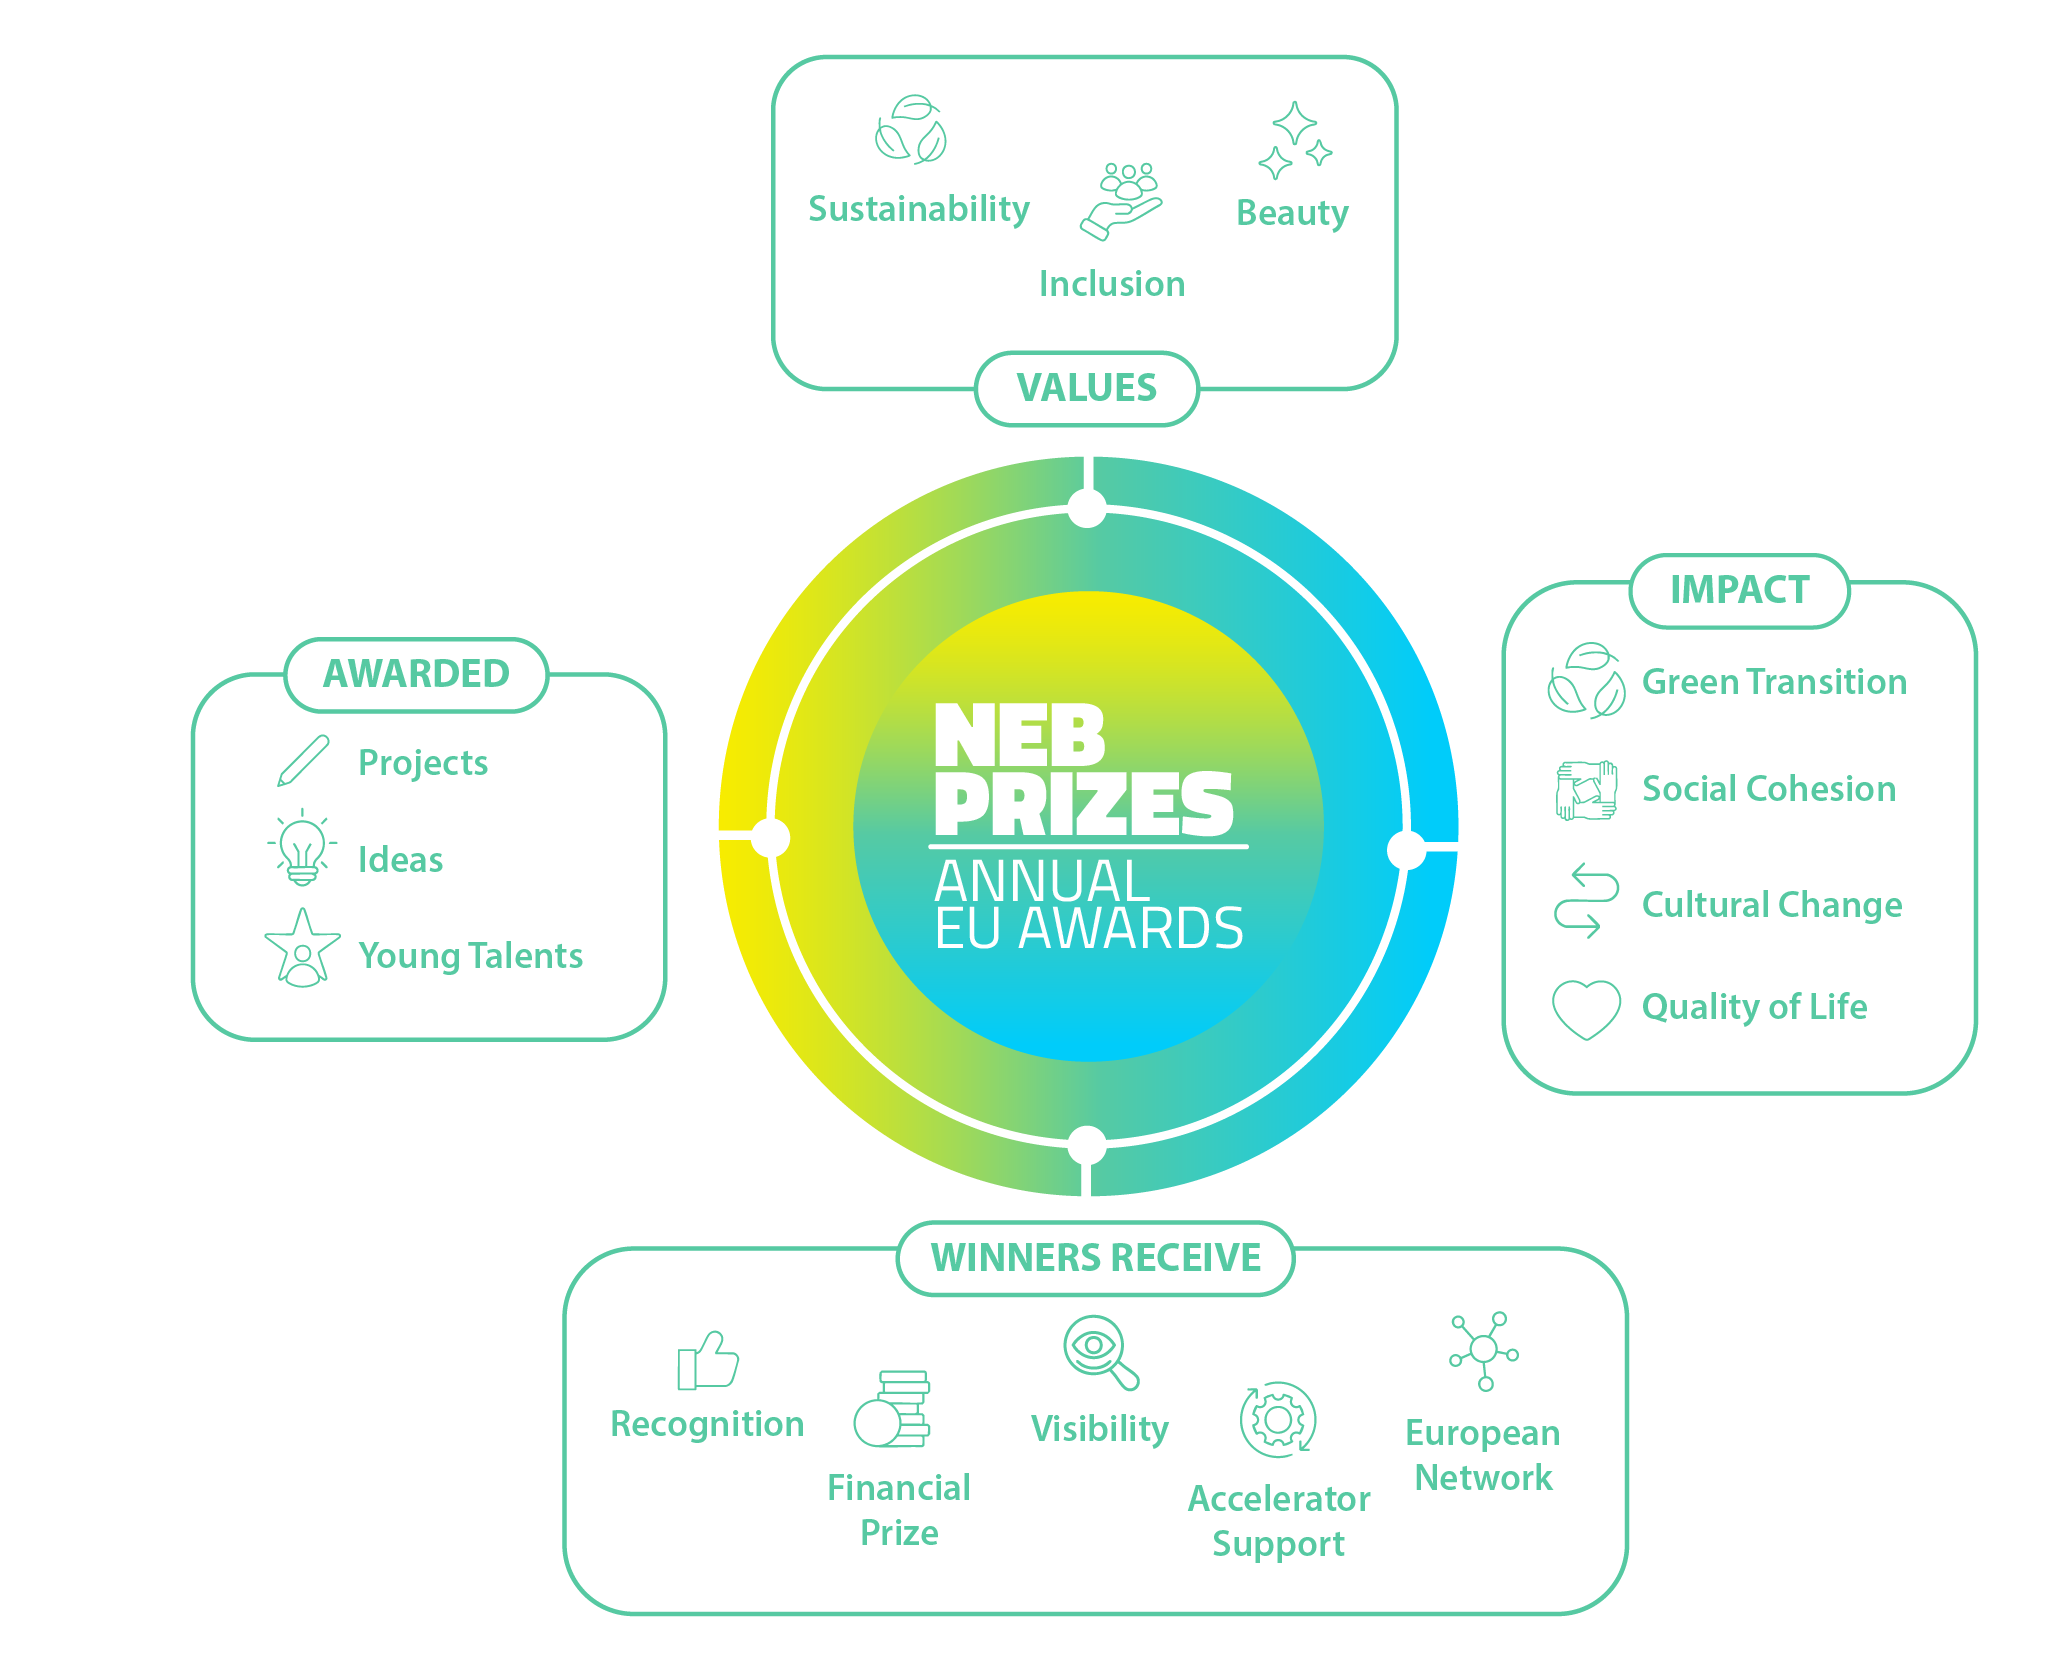 Sustainability
Inclusion
Beauty
VALUES
AWARDED
Projects
Ideas
Young Talents
NEB
PRIZES
ANNUAL
EU AWARDS
IMPACT
Green Transition
Social Cohesion
Cultural Change
Quality of Life
WINNERS RECEIVE
Recognition
Financial
Prize
Visibility
Accelerator
Support
European
Network